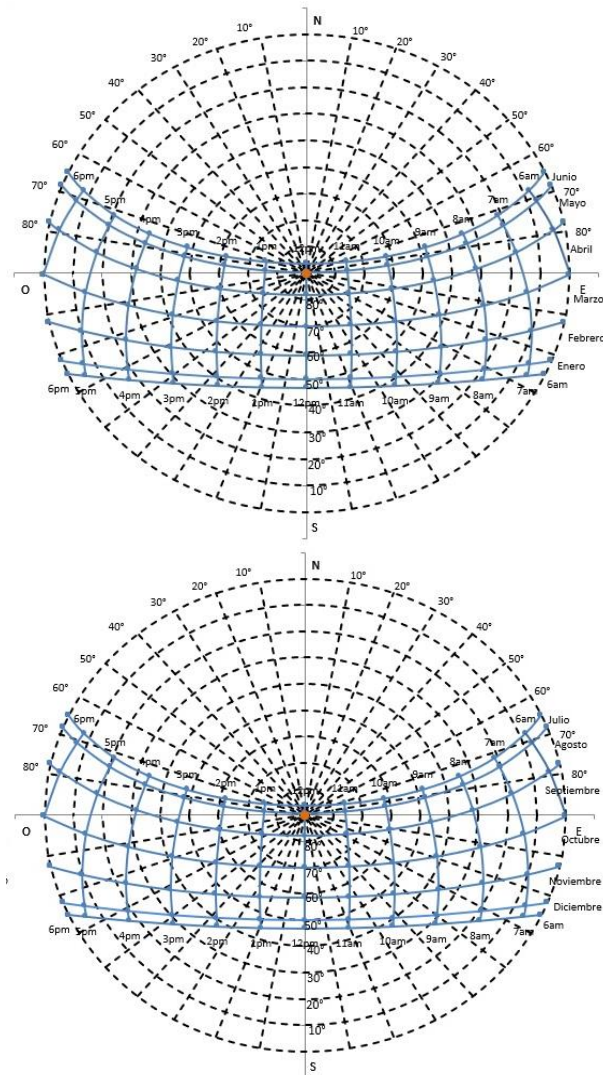 N
10° 10°
20° 20°
30° 30°
40° 40°
50° 50°
60° 60°
6pm 6am Junio
70° 70°
Mayo
5pm 7am
80° 80°
4pm 8am
3pm 9am
Abril
2pm 10am
1pm 12pm 11am
O E
Marzo
80°
Febrero
70°
60°
Enero
50°
6pm 5pm 4pm 3pm 2pm 1pm 12pm 11am 10am 9am 8am 7am 6am
40°
30°
20°
10°
S
N
10° 10°
20° 20°
30° 30°
40° 40°
50° 50°
60° 60°
6pm 6am Julio
70° 70°
Agosto
5pm 7am
80° 80°
4pm 8am
3pm 9am
Septiembre
2pm 10am
1pm 11am
O E
Octubre
80°
70°
Noviembre
60°
Diciembre
50°
6pm 5pm 4pm 3pm 2pm 1pm 12pm 11am 10am 9am 8am 7am 6am
40°
30°
20°
10°
S